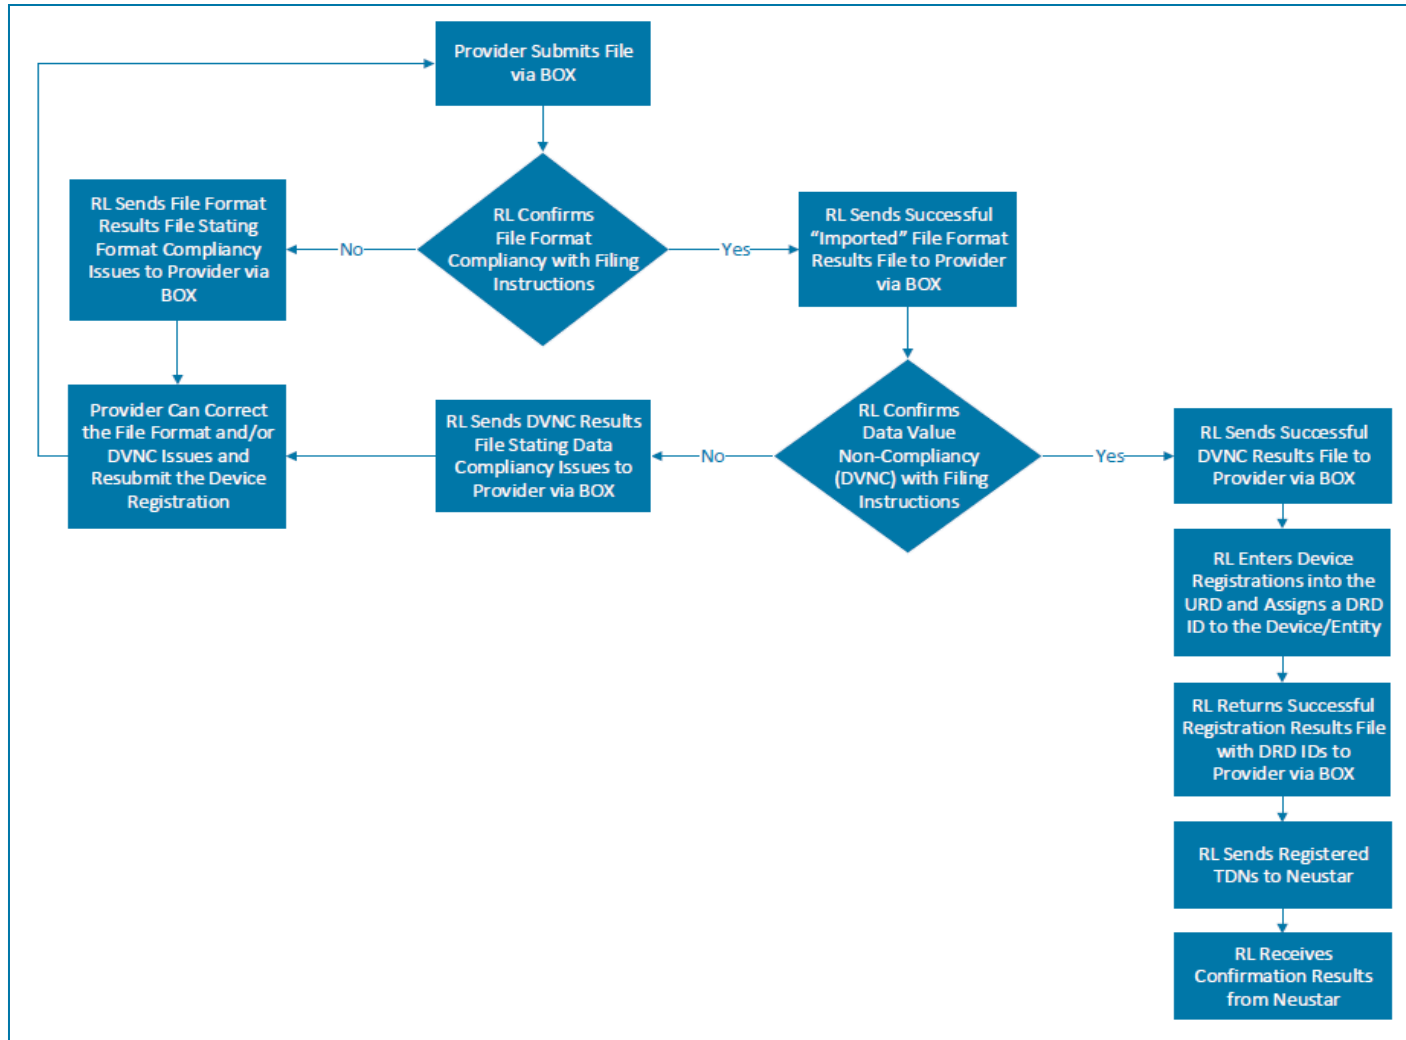 Provider Submits File
via BOX
RL Confirms
File Format
Compliancy with Filing
Instructions
No
RL Sends File Format
Results File Stating
Format Compliancy
Issues to Provider via
BOX
Yes
RL Sends Successful
“Imported” File Format
Results File to Provider
via BOX
Provider Can Correct
the File Format and/or
DVNC Issues and
Resubmit the Device
Registration
RL Sends DVNC Results
File Stating Data
Compliancy Issues to
Provider via BOX
No
RL Confirms
Data Value
Non-Compliancy
(DVNC) with Filing
Instructions
Yes
RL Sends Successful
DVNC Results File to
Provider via BOX
RL Enters Device
Registrations into the
URD and Assigns a DRD
ID to the Device/Entity
RL Returns Successful
Registration Results File
with DRD IDs to
Provider via BOX
RL Sends Registered
TDNs to Neustar
RL Receives
Confirmation Results
from Neustar